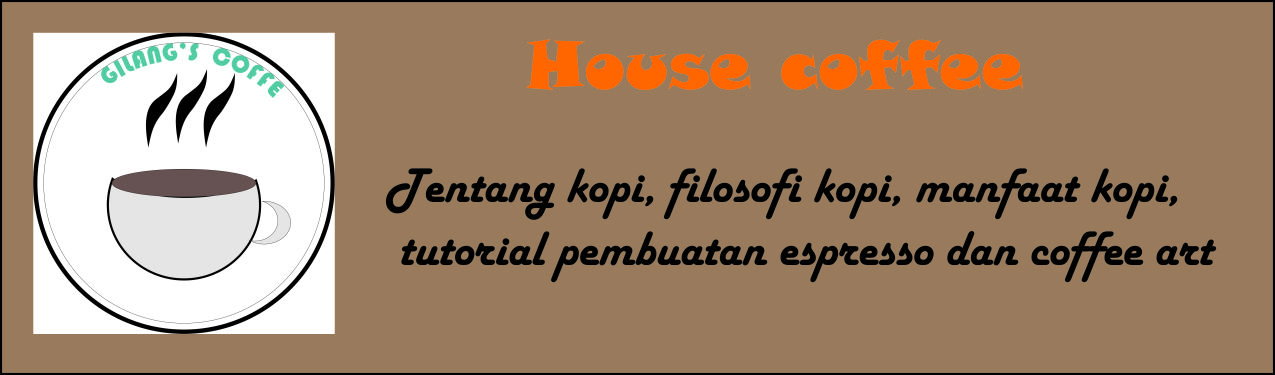 GILANG'S COFFE
House coffee
Tentang kopi, filosofi kopi, manfaat kopi,
tutorial pembuatan espresso dan coffee art